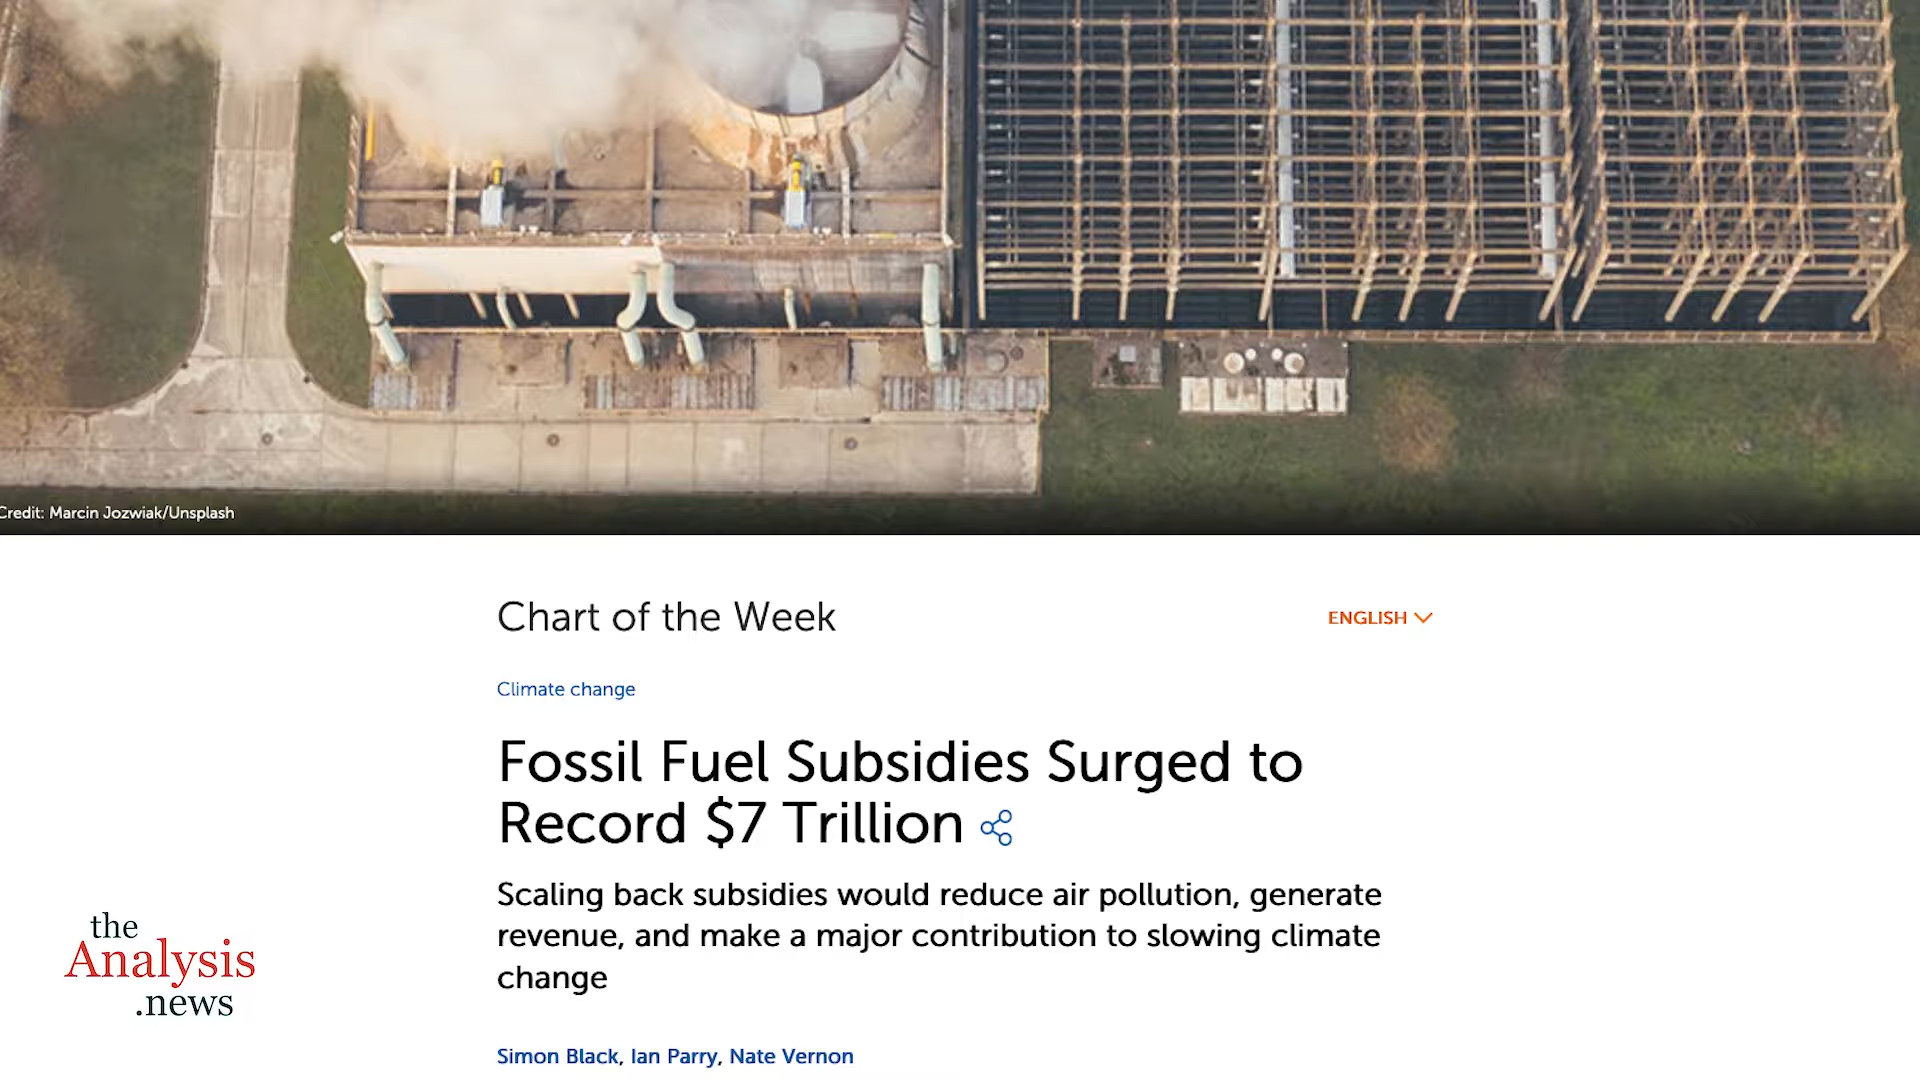 Credit: Marcin Jozwiak/Unsplash
Chart of the Week
ENGLISH
Climate change
Fossil Fuel Subsidies Surged to
Record $7 Trillion
Scaling back subsidies would reduce air pollution, generate
revenue, and make a major contribution to slowing climate
change
the
Analysis
.news
Simon Black, Ian Parry, Nate Vernon